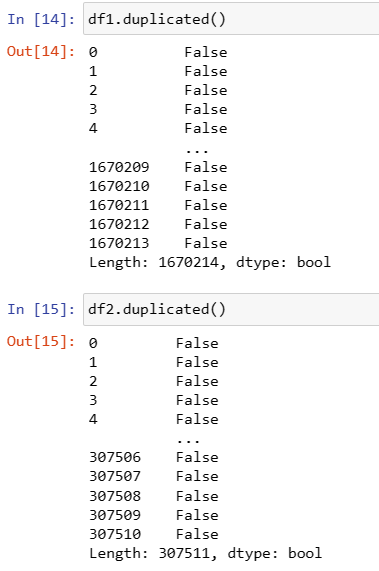 In [14]: df1.duplicated()
Out[14]: 0          False
1          False
2          False
3          False
4          False
           ...
1670209    False
1670210    False
1670211    False
1670212    False
1670213    False
Length: 1670214, dtype: bool
In [15]: df2.duplicated()
Out[15]: 0         False
1         False
2         False
3         False
4         False
          ...
307506    False
307507    False
307508    False
307509    False
307510    False
Length: 307511, dtype: bool